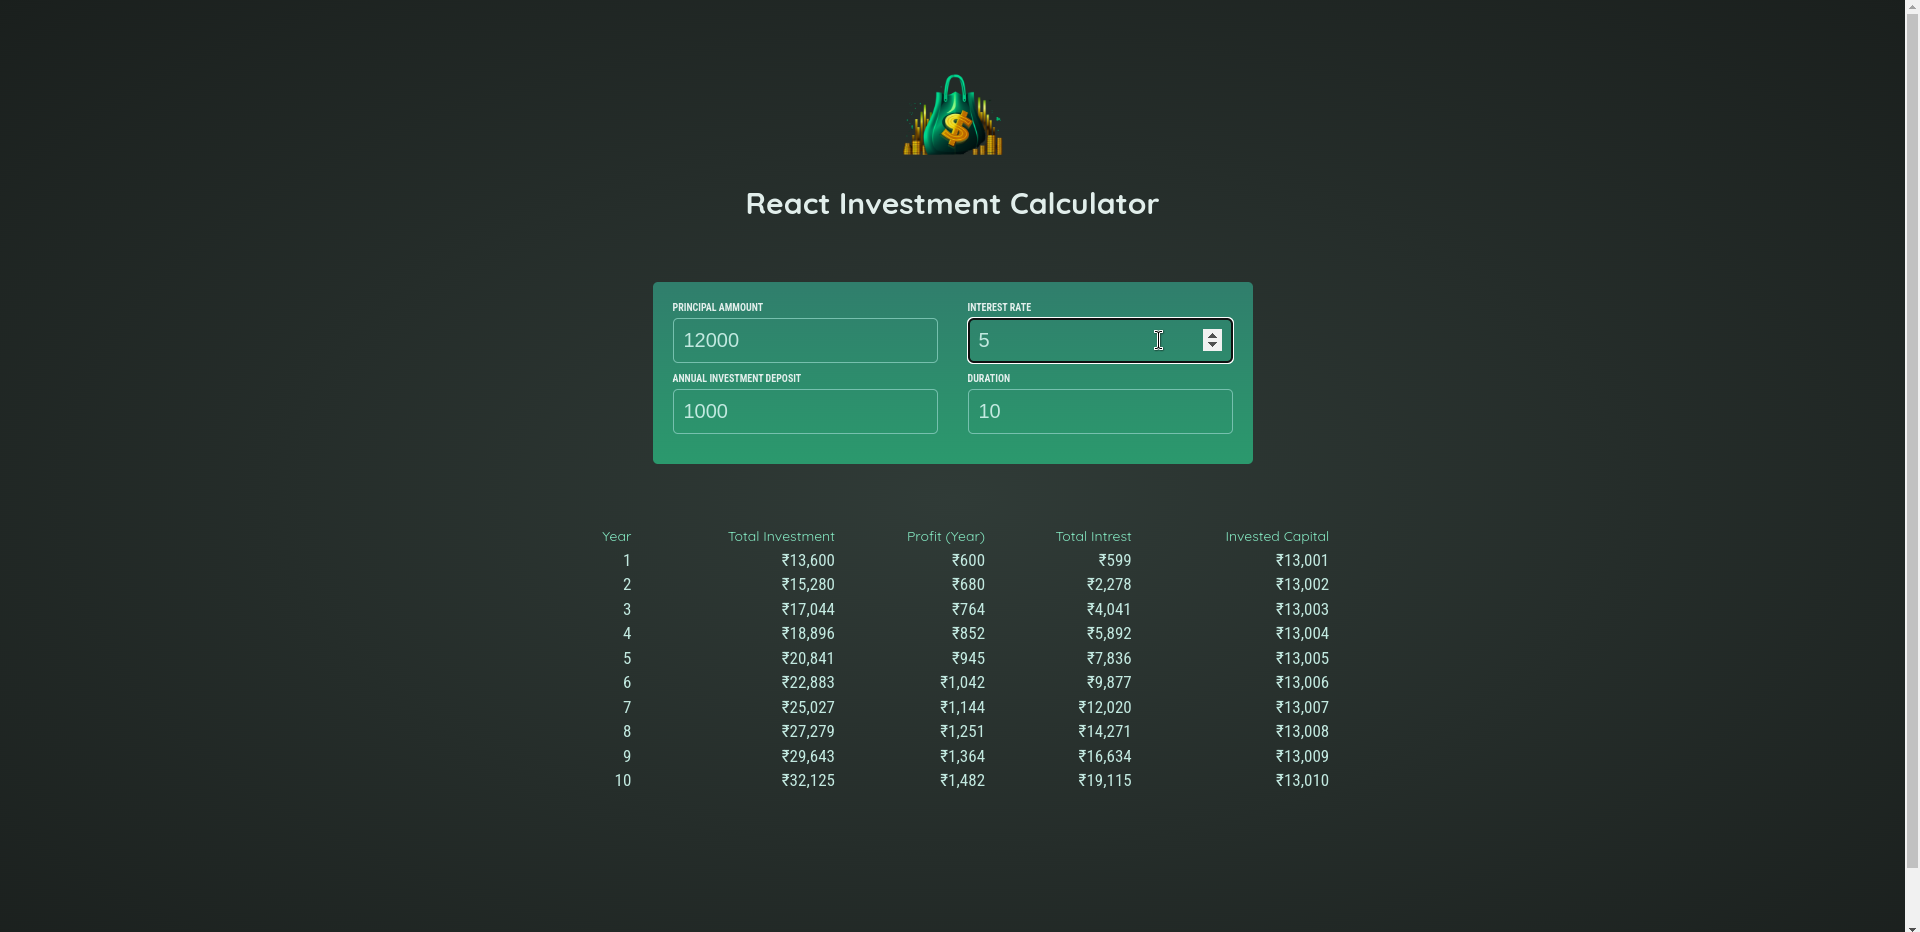 $
React Investment Calculator
PRINCIPAL AMMOUNT INTEREST RATE
12000 5
ANNUAL INVESTMENT DEPOSIT DURATION
1000 10
Year Total Investment Profit (Year) Total Intrest Invested Capital
1 ₹13,600 ₹600 ₹599 ₹13,001
2 ₹15,280 ₹680 ₹2,278 ₹13,002
3 ₹17,044 ₹764 ₹4,041 ₹13,003
4 ₹18,896 ₹852 ₹5,892 ₹13,004
5 ₹20,841 ₹945 ₹7,836 ₹13,005
6 ₹22,883 ₹1,042 ₹9,877 ₹13,006
7 ₹25,027 ₹1,144 ₹12,020 ₹13,007
8 ₹27,279 ₹1,251 ₹14,271 ₹13,008
9 ₹29,643 ₹1,364 ₹16,634 ₹13,009
10 ₹32,125 ₹1,482 ₹19,115 ₹13,010